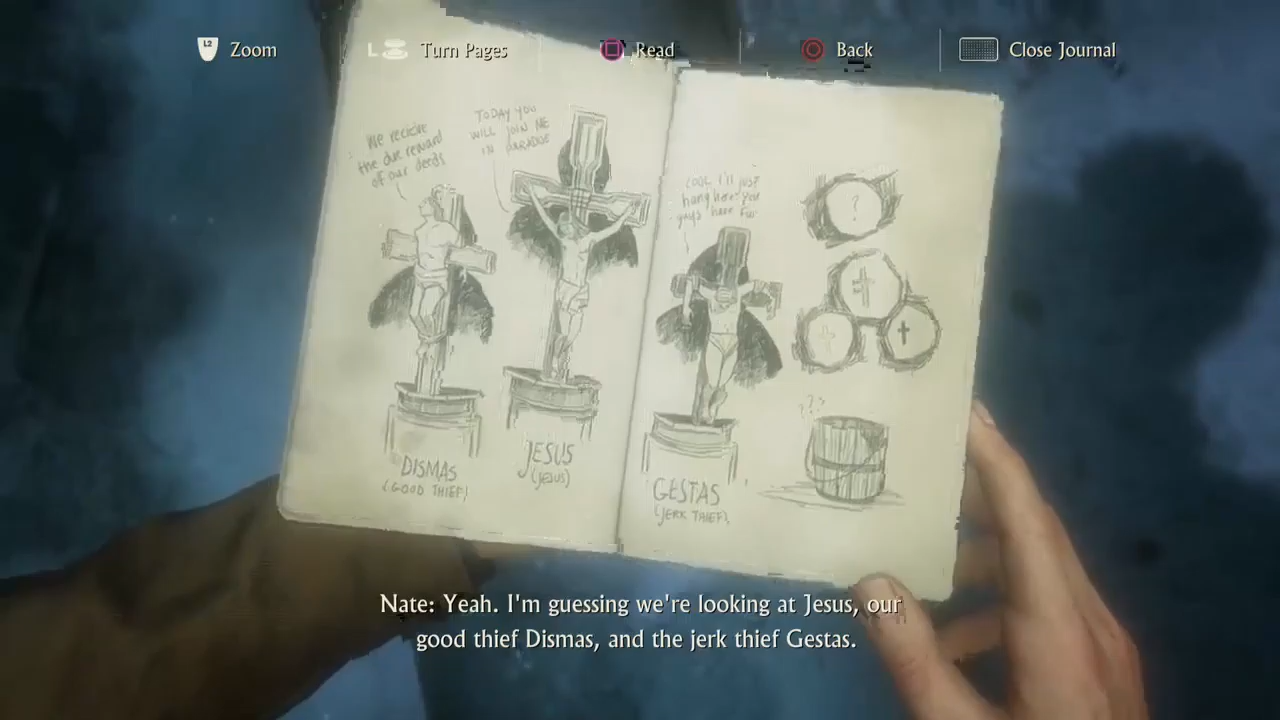 L2 Zoom
L Turn Pages
Read
Back
Close Journal
We receive
the due reward
of our deeds
TODAY YOU
WILL JOIN ME
IN PARADISE
COOL I'll JUST
hang here you
guys have fun
?
???
DISMAS
(GOOD THIEF)
JESUS
(JESUS)
GESTAS
(JERK THIEF)
Nate: Yeah. I'm guessing we're looking at Jesus, our
good thief Dismas, and the jerk thief Gestas.